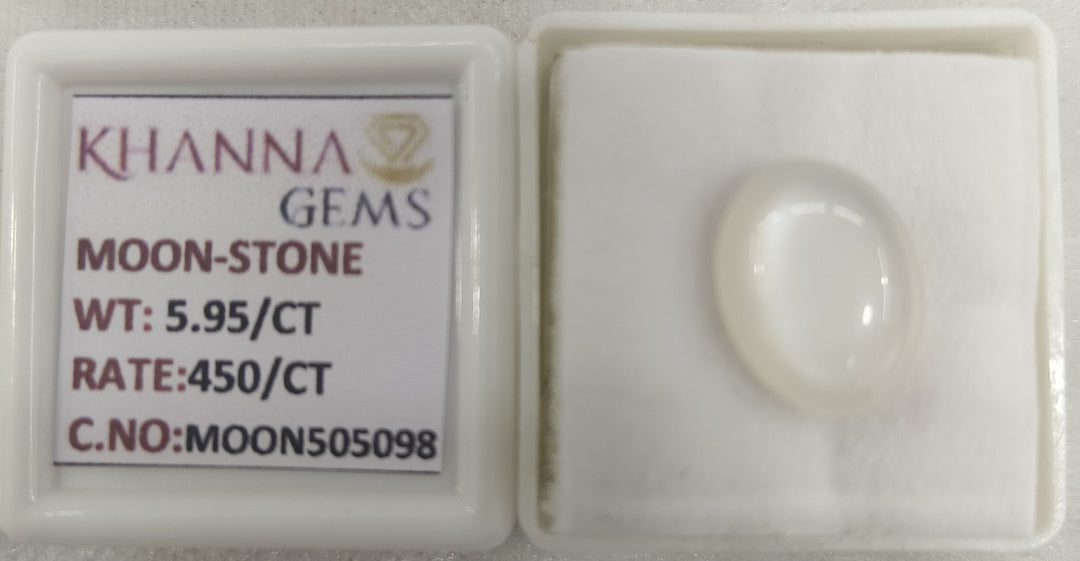 KHANNA
GEMS
MOON-STONE
WT: 5.95/CT
RATE:450/CT
C.NO:MOON505098